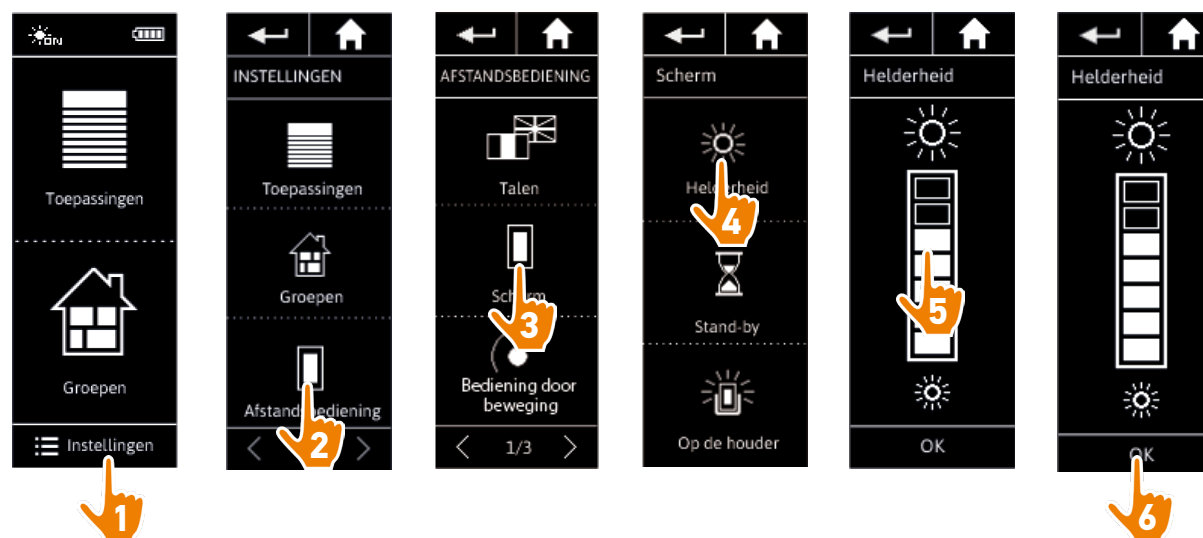 ON
Toepassingen
Groepen
Instellingen
1
INSTELLINGEN
Toepassingen
Groepen
Afstandsbediening
2
AFSTANDSBEDIENING
Talen
Scherm
3
Bediening door
beweging
1/3
Scherm
Helderheid
4
Stand-by
Op de houder
Helderheid
5
OK
Helderheid
OK
6